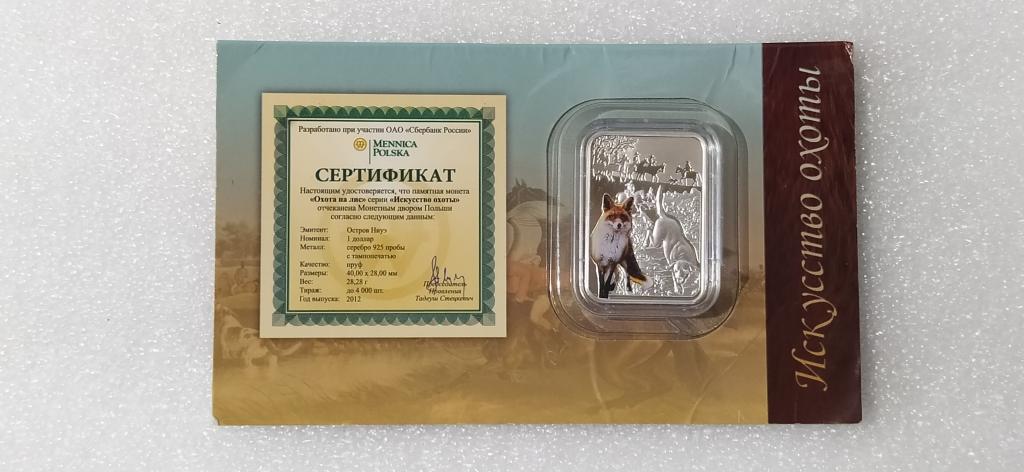 Разработано при участии ОАО «Сбербанк России»
MENNICA
POLSKA
СЕРТИФИКАТ
Настоящим удостоверяется, что памятная монета
«Охота на лис» серии «Искусство охоты»
отчеканена Монетным двором Польши
согласно следующим данным:
Эмитент: Остров Ниуэ
Номинал: 1 доллар
Металл: серебро 925 пробы
с тампопечатью
Качество: пруф
Размеры: 40,00 x 28,00 мм
Вес: 28,28 г
Тираж: до 4 000 шт.
Год выпуска: 2012
Председатель
Правления
Тадеуш Стецкевич
Искусство охоты